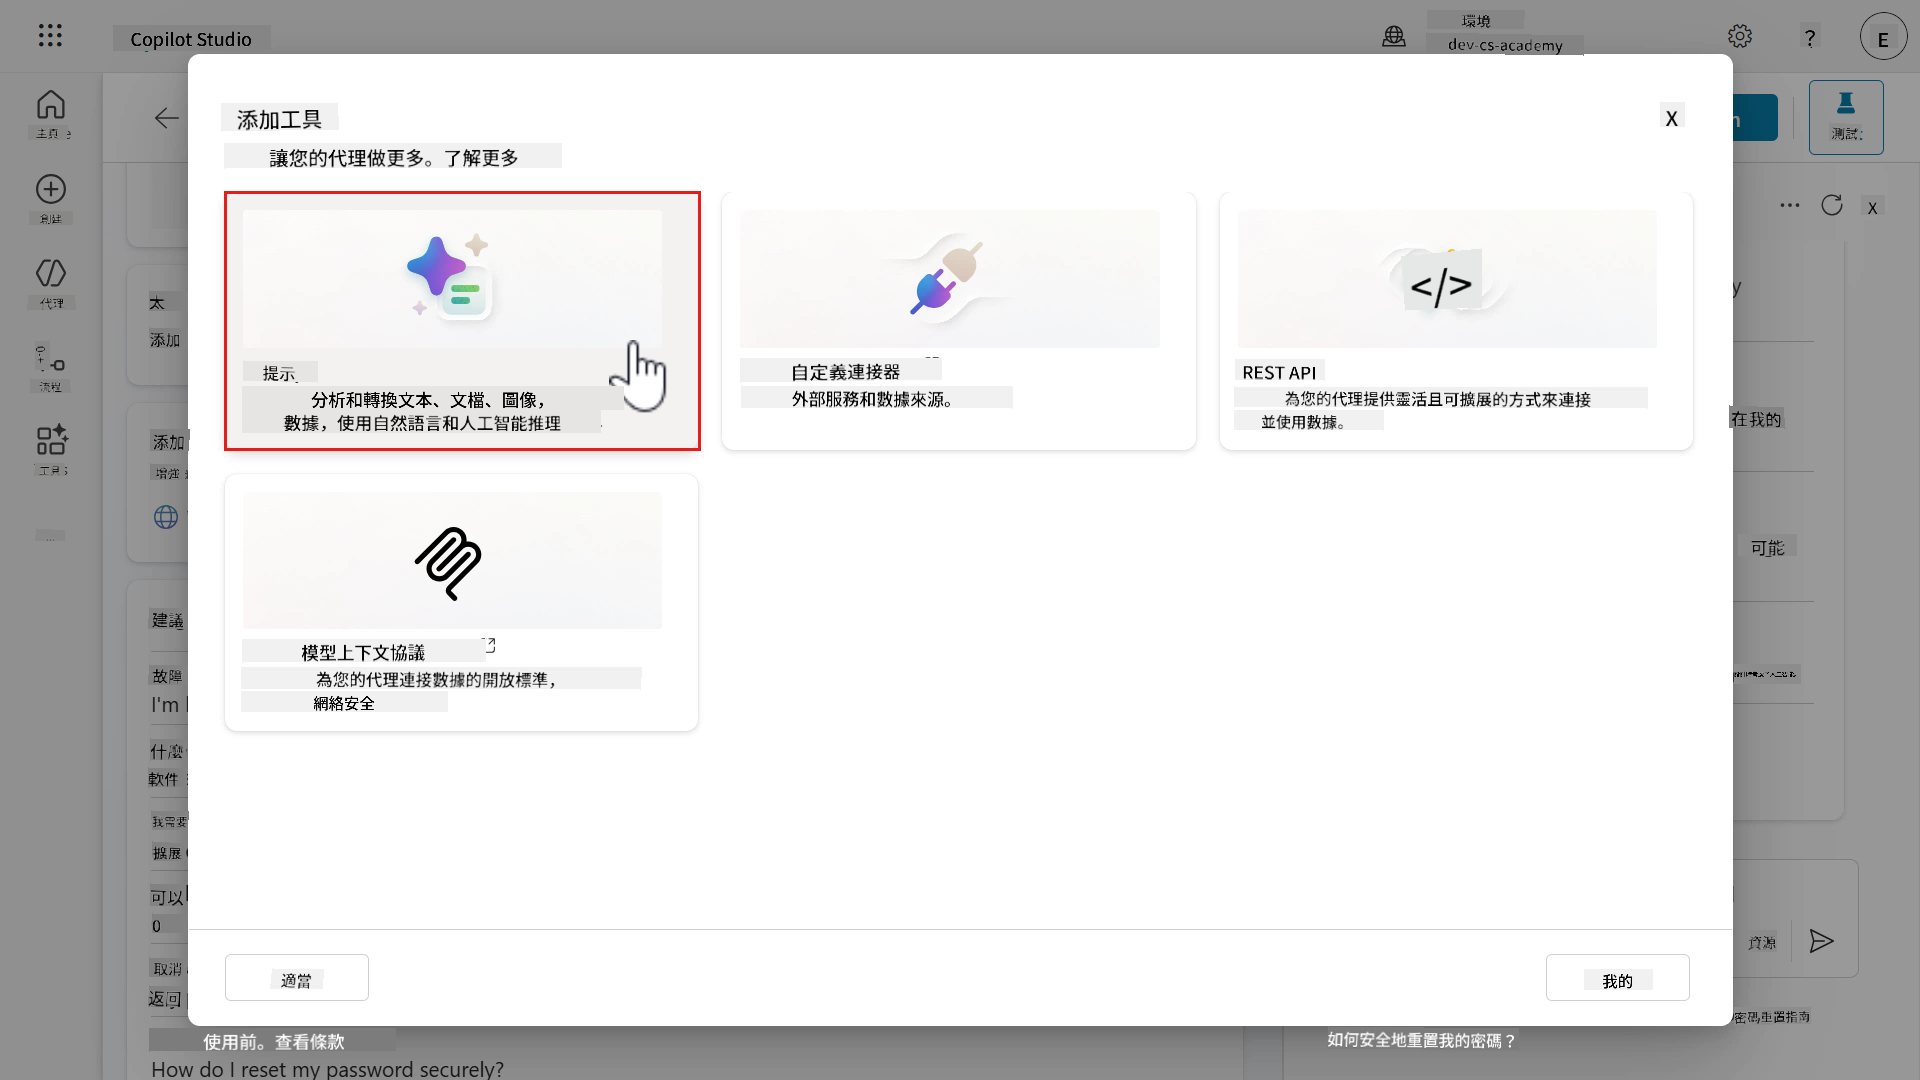 Copilot Studio
環境
dev-cs-academy
?
E
主頁
創建
代理
流程
工具
添加工具
X
讓您的代理做更多。了解更多
提示
分析和轉換文本、文檔、圖像，
數據，使用自然語言和人工智能推理
自定義連接器
外部服務和數據來源。
REST API
為您的代理提供靈活且可擴展的方式來連接
並使用數據。
模型上下文協議
為您的代理連接數據的開放標準，
網絡安全
適當
我的
測試
X
太
添加
添加
增強
建議
故障
I'm
什麼
軟件
我需要
擴展
可以
0
取消
返回
使用前。查看條款
How do I reset my password securely?
y
在我的
可能
資源
密碼重置指南
如何安全地重置我的密碼？